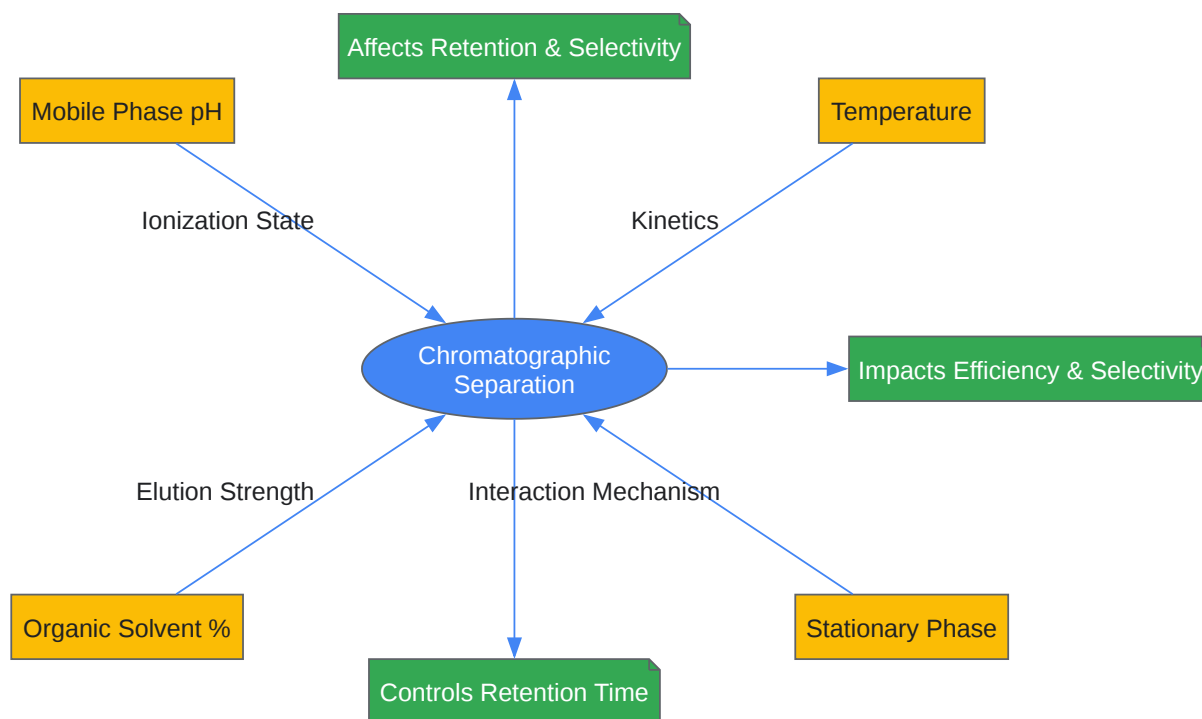 Affects Retention & Selectivity
Mobile Phase pH
Temperature
Ionization State
Kinetics
Chromatographic
Separation
Impacts Efficiency & Selectivity
Elution Strength
Interaction Mechanism
Organic Solvent %
Stationary Phase
Controls Retention Time